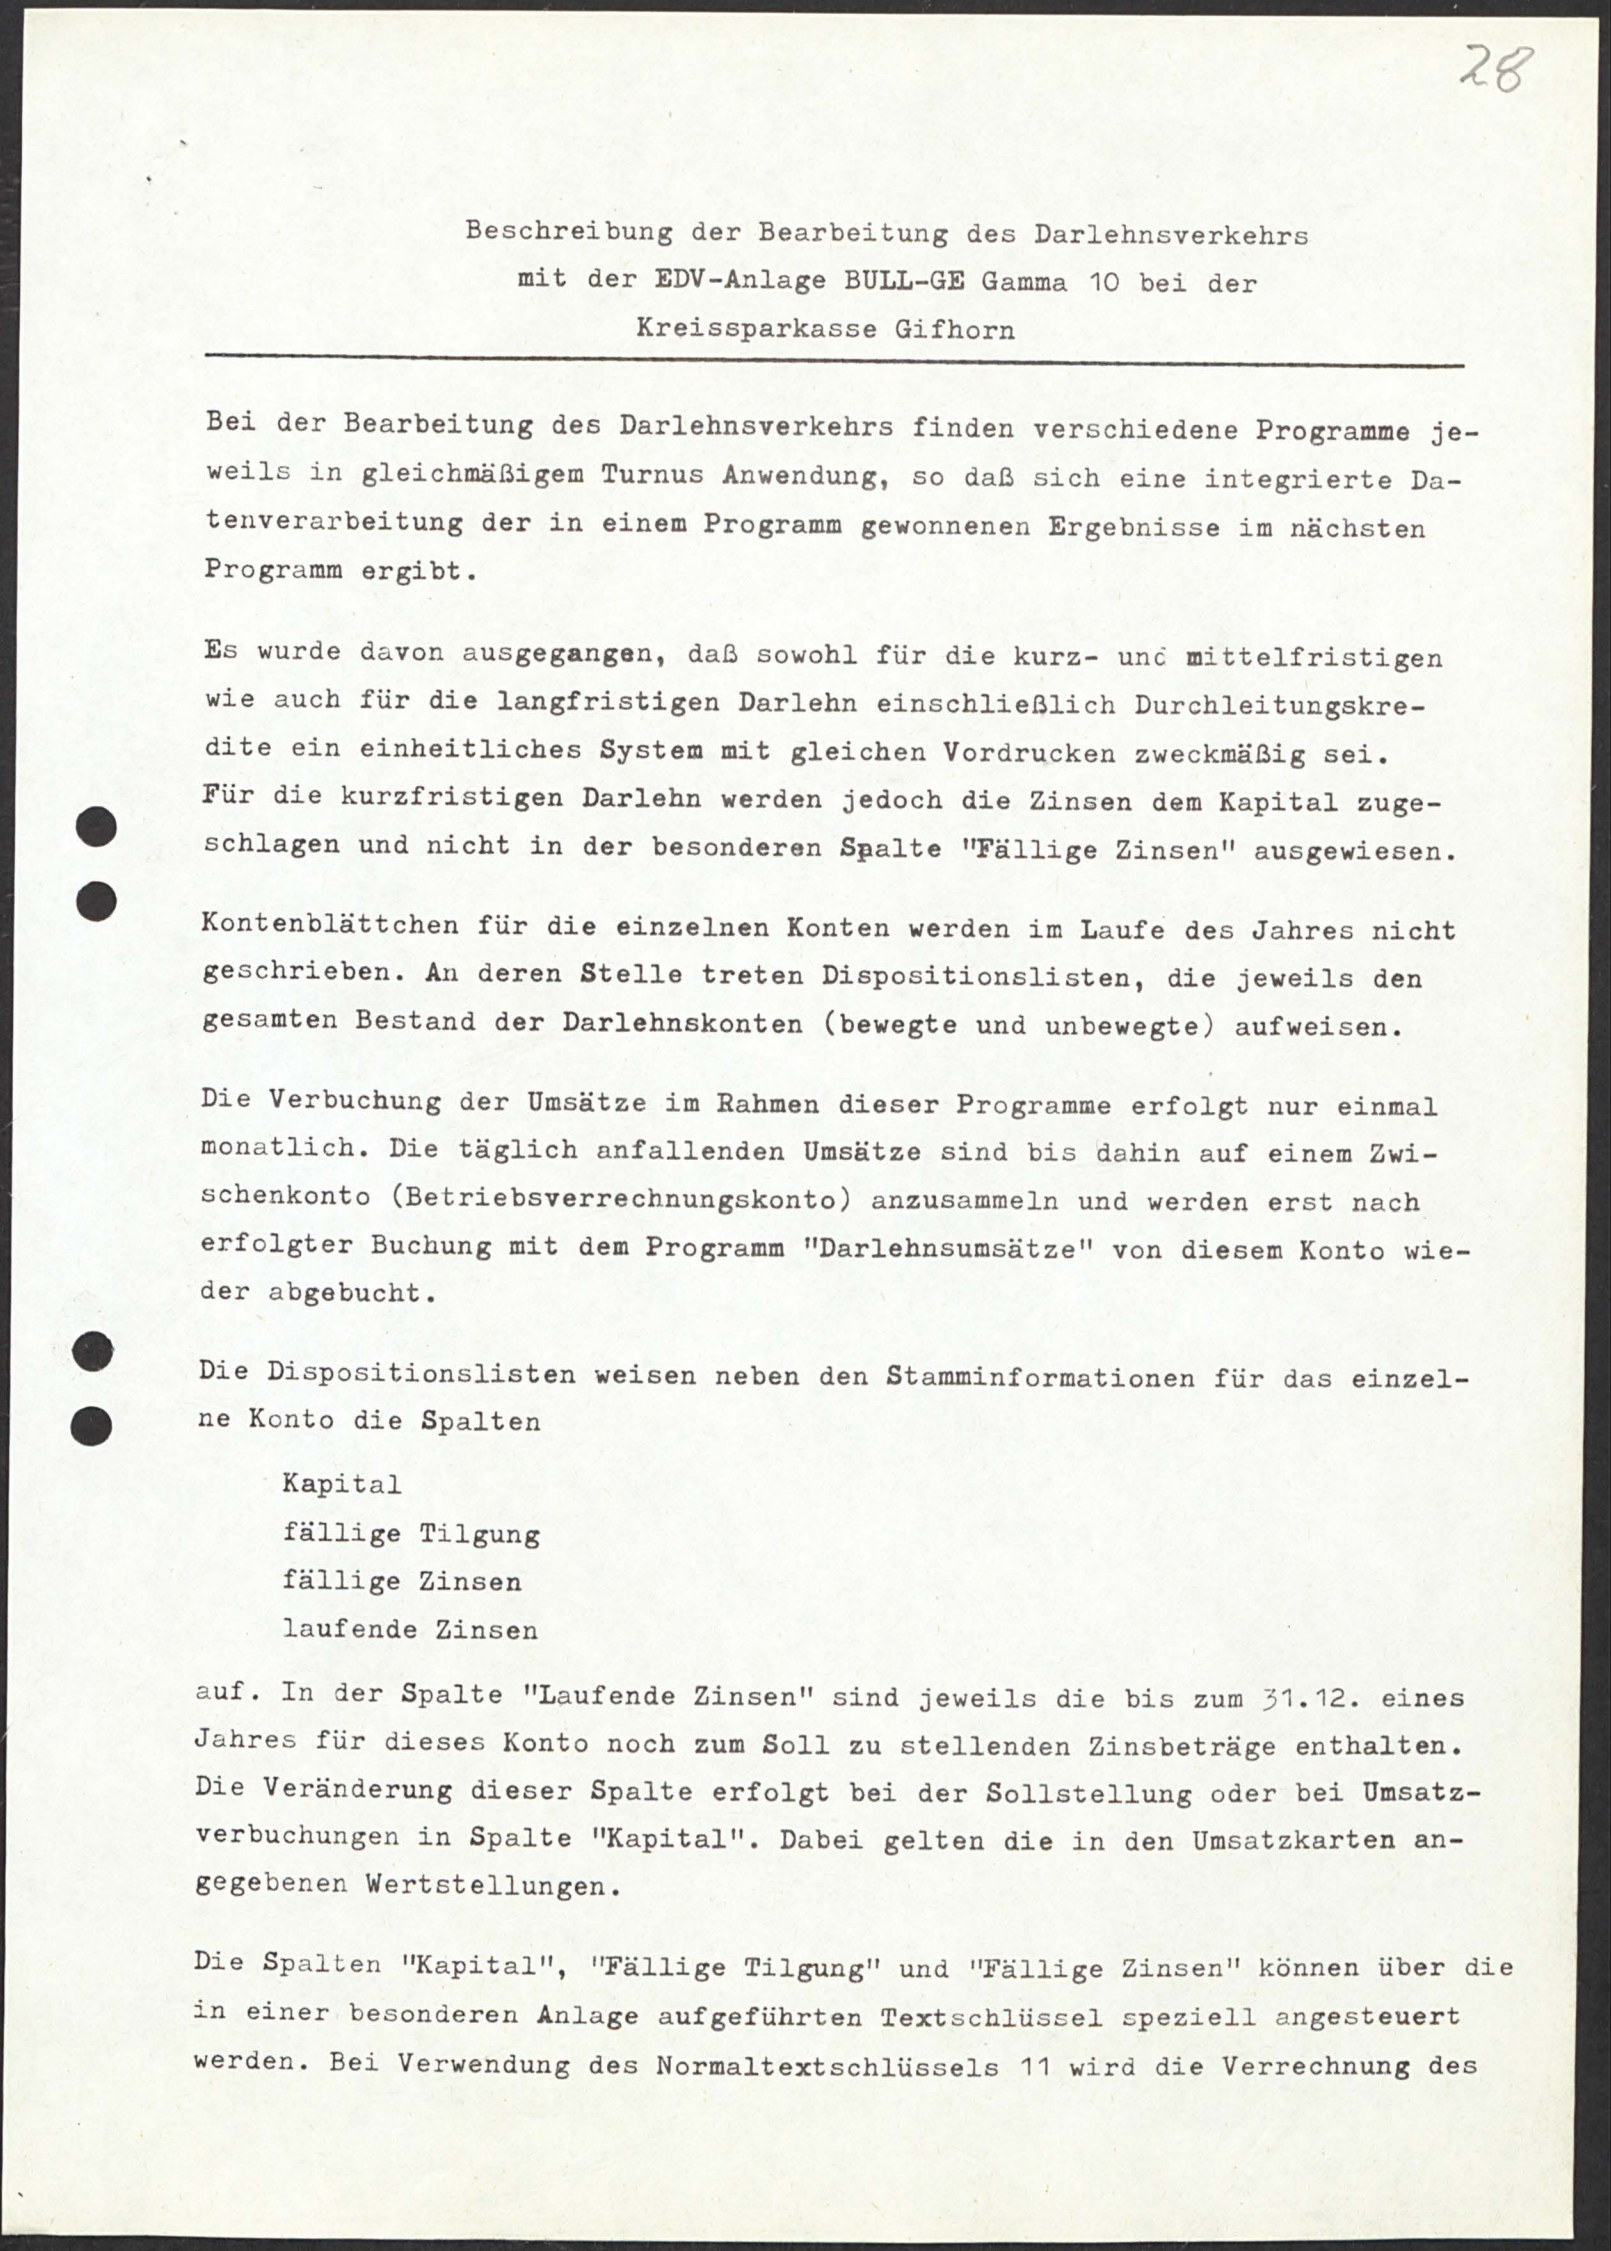 28
Beschreibung der Bearbeitung des Darlehnsverkehrs
mit der EDV-Anlage BULL-GE Gamma 10 bei der
Kreissparkasse Gifhorn
Bei der Bearbeitung des Darlehnsverkehrs finden verschiedene Programme je-
weils in gleichmäßigem Turnus Anwendung, so daß sich eine integrierte Da-
tenverarbeitung der in einem Programm gewonnenen Ergebnisse im nächsten
Programm ergibt.
Es wurde davon ausgegangen, daß sowohl für die kurz- und mittelfristigen
wie auch für die langfristigen Darlehn einschließlich Durchleitungskre-
dite ein einheitliches System mit gleichen Vordrucken zweckmäßig sei.
Für die kurzfristigen Darlehn werden jedoch die Zinsen dem Kapital zuge-
schlagen und nicht in der besonderen Spalte "Fällige Zinsen" ausgewiesen.
Kontenblättchen für die einzelnen Konten werden im Laufe des Jahres nicht
geschrieben. An deren Stelle treten Dispositionslisten, die jeweils den
gesamten Bestand der Darlehnskonten (bewegte und unbewegte) aufweisen.
Die Verbuchung der Umsätze im Rahmen dieser Programme erfolgt nur einmal
monatlich. Die täglich anfallenden Umsätze sind bis dahin auf einem Zwi-
schenkonto (Betriebsverrechnungskonto) anzusammeln und werden erst nach
erfolgter Buchung mit dem Programm "Darlehnsumsätze" von diesem Konto wie-
der abgebucht.
Die Dispositionslisten weisen neben den Stamminformationen für das einzel-
ne Konto die Spalten
Kapital
fällige Tilgung
fällige Zinsen
laufende Zinsen
auf. In der Spalte "Laufende Zinsen" sind jeweils die bis zum 31.12. eines
Jahres für dieses Konto noch zum Soll zu stellenden Zinsbeträge enthalten.
Die Veränderung dieser Spalte erfolgt bei der Sollstellung oder bei Umsatz-
verbuchungen in Spalte "Kapital". Dabei gelten die in den Umsatzkarten an-
gegebenen Wertstellungen.
Die Spalten "Kapital", "Fällige Tilgung" und "Fällige Zinsen" können über die
in einer besonderen Anlage aufgeführten Textschlüssel speziell angesteuert
werden. Bei Verwendung des Normaltextschlüssels 11 wird die Verrechnung des